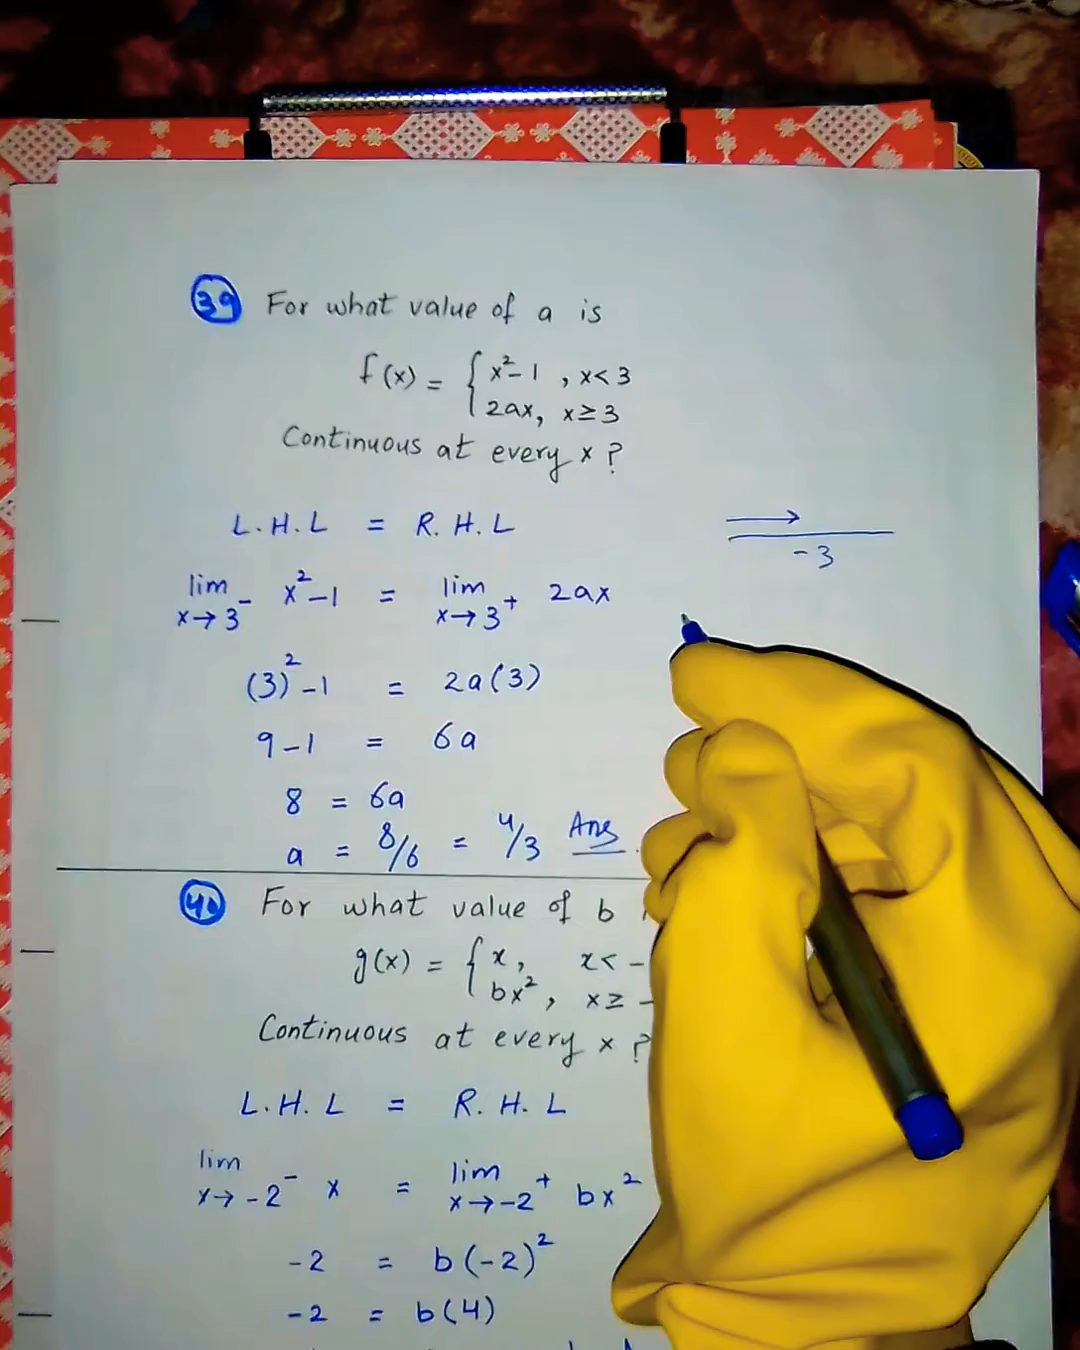 39 For what value of a is
f(x) = { x² - 1 , x < 3
2ax, x ≥ 3
Continuous at every x ?
L.H.L = R.H.L
lim x→3⁻ x² - 1 = lim x→3⁺ 2ax
-3
(3)² - 1 = 2a(3)
9 - 1 = 6a
8 = 6a
a = 8/6 = 4/3 Ans.
40 For what value of b
g(x) = { x, x < -
bx², x ≥ -
Continuous at every x ?
L.H.L = R.H.L
lim x→-2⁻ x = lim x→-2⁺ bx²
-2 = b(-2)²
-2 = b(4)